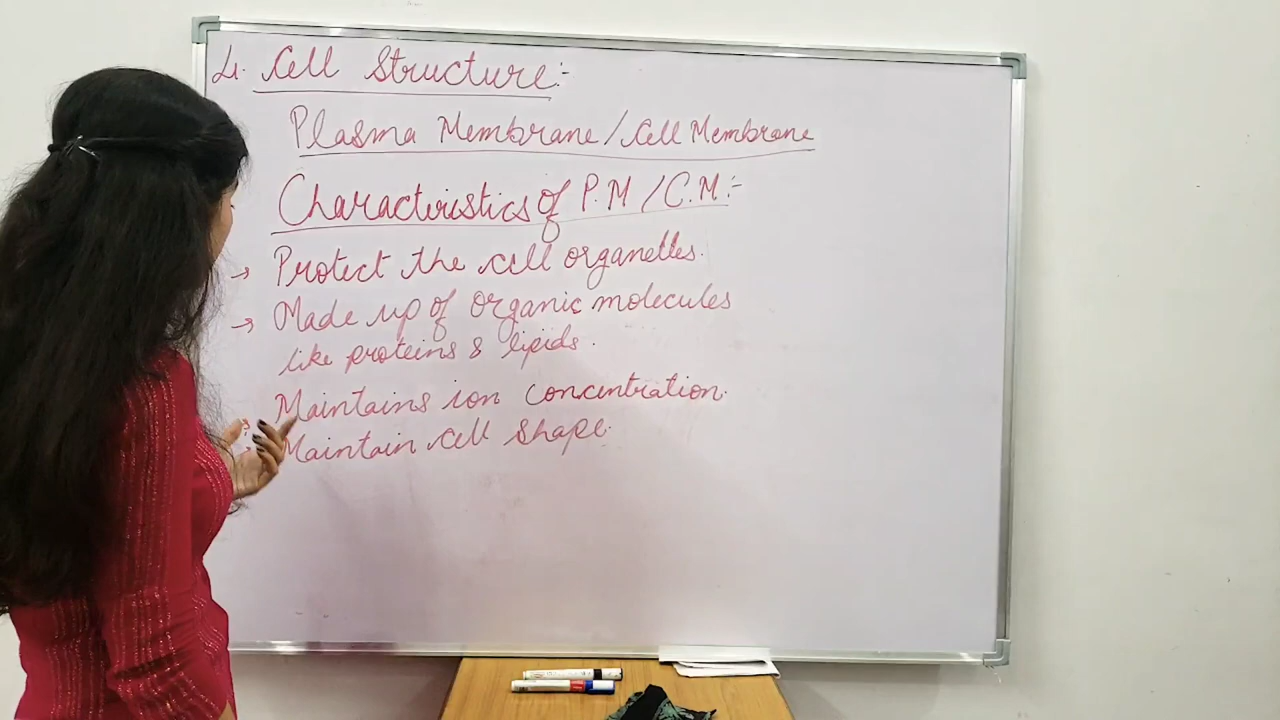 4. Cell Structure:-
Plasma Membrane/Cell Membrane
Characteristics of P.M/C.M:-
→ Protect the cell organelles.
→ Made up of organic molecules
like proteins & lipids.
Maintains ion concentration.
Maintain cell shape.